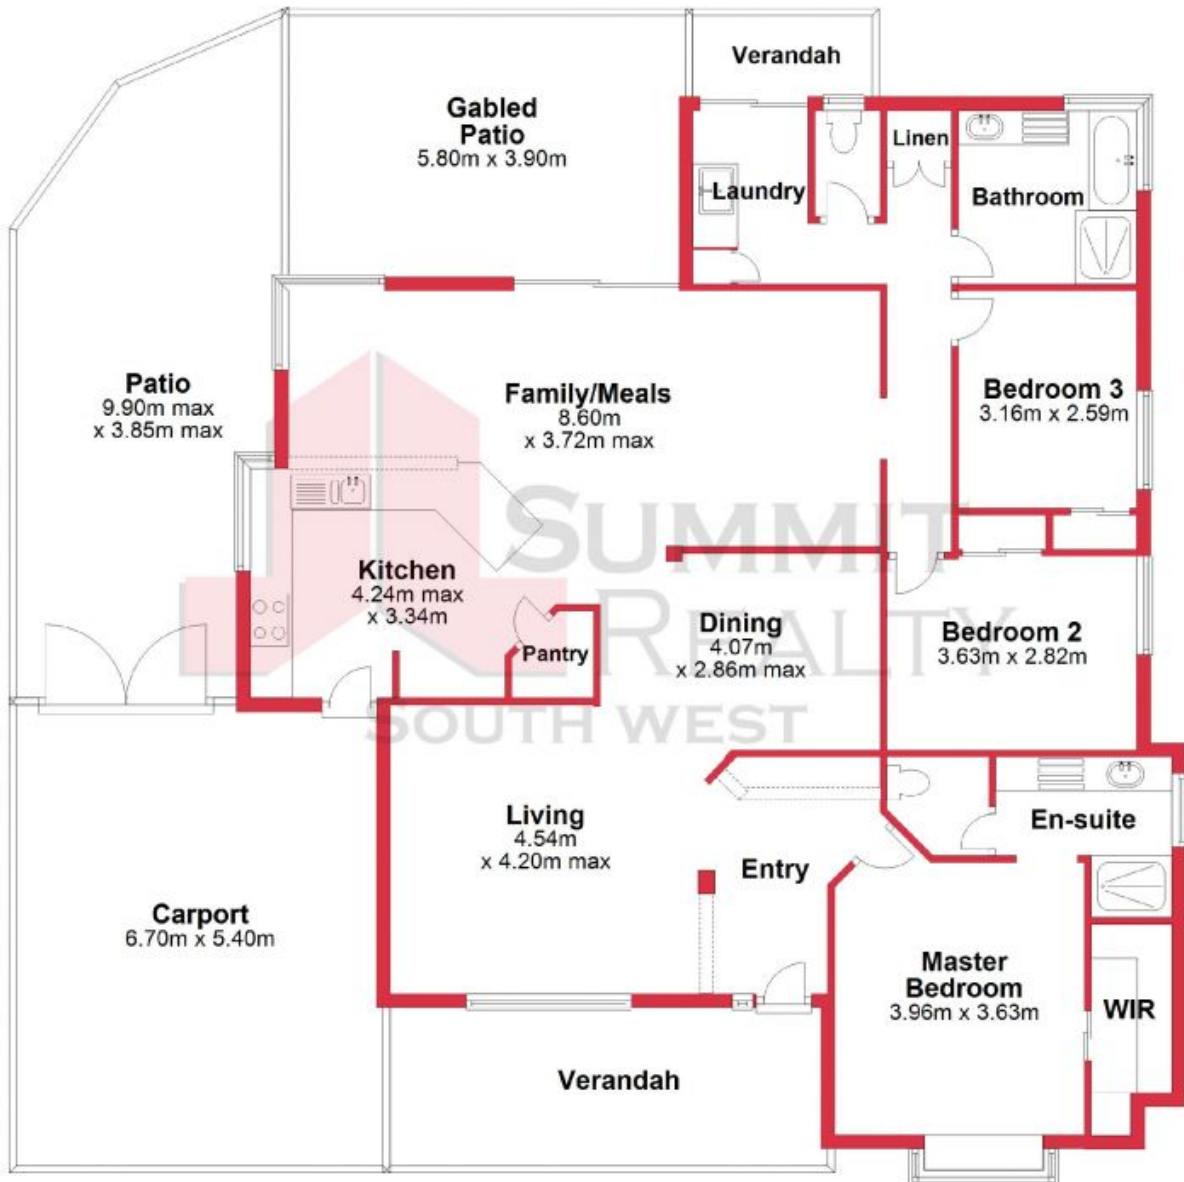 Verandah
Gabled
Patio
5.80m x 3.90m
Linen
Laundry
Bathroom
Patio
9.90m max
x 3.85m max
Family/Meals
8.60m
x 3.72m max
Bedroom 3
3.16m x 2.59m
SUMMIT
REALTY
SOUTH WEST
Kitchen
4.24m max
x 3.34m
Pantry
Dining
4.07m
x 2.86m max
Bedroom 2
3.63m x 2.82m
Living
4.54m
x 4.20m max
Entry
En-suite
Carport
6.70m x 5.40m
Master
Bedroom
3.96m x 3.63m
WIR
Verandah